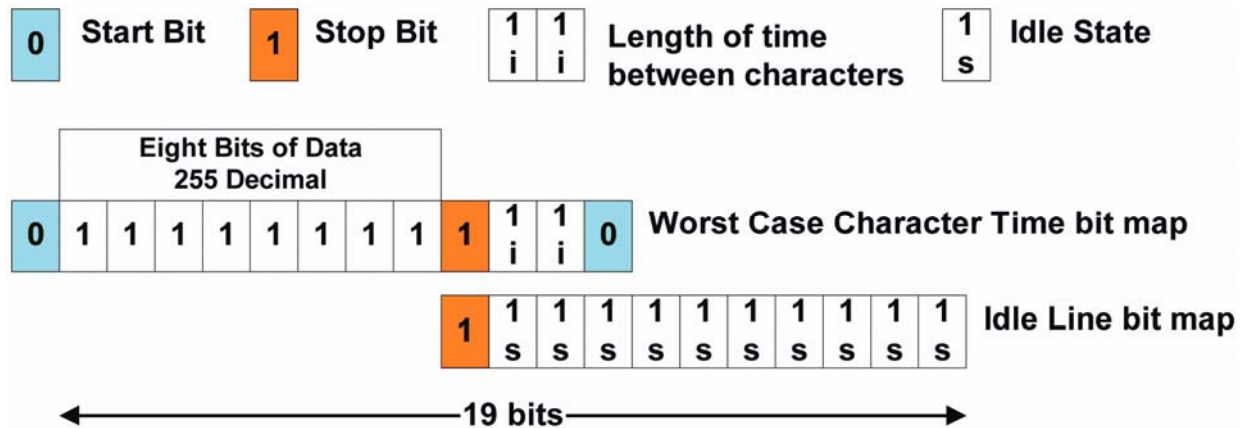 0 Start Bit 1 Stop Bit 1 1 Length of time 1 Idle State
i i between characters s
Eight Bits of Data
255 Decimal
0 1 1 1 1 1 1 1 1 1 1 1 0 Worst Case Character Time bit map
i i
1 1 1 1 1 1 1 1 1 1 1 Idle Line bit map
s s s s s s s s s s
19 bits